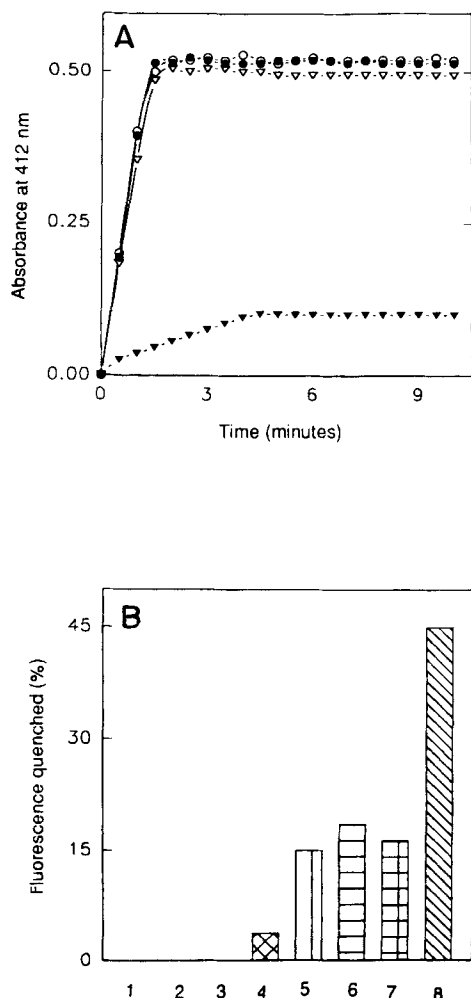 A
Absorbance at 412 nm
0.50
0.25
0.00
0 3 6 9
Time (minutes)
B
Fluorescence quenched (%)
45
30
15
0
1 2 3 4 5 6 7 8